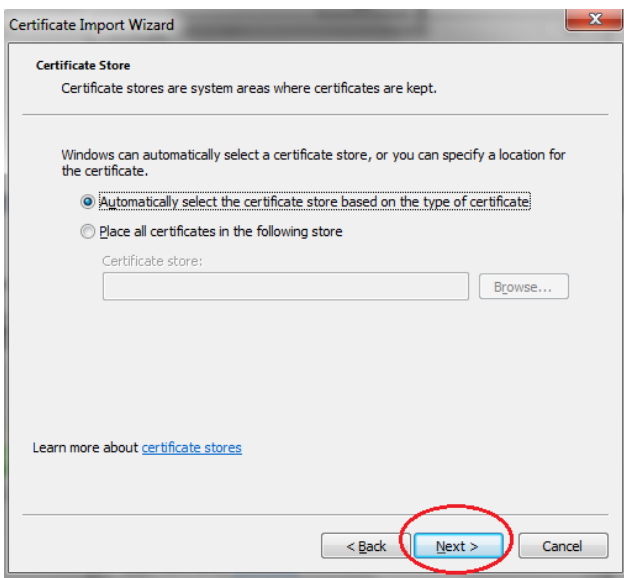 Certificate Import Wizard
Certificate Store
Certificate stores are system areas where certificates are kept.
Windows can automatically select a certificate store, or you can specify a location for
the certificate.
Automatically select the certificate store based on the type of certificate
Place all certificates in the following store
Certificate store:
Browse...
Learn more about certificate stores
< Back
Next >
Cancel